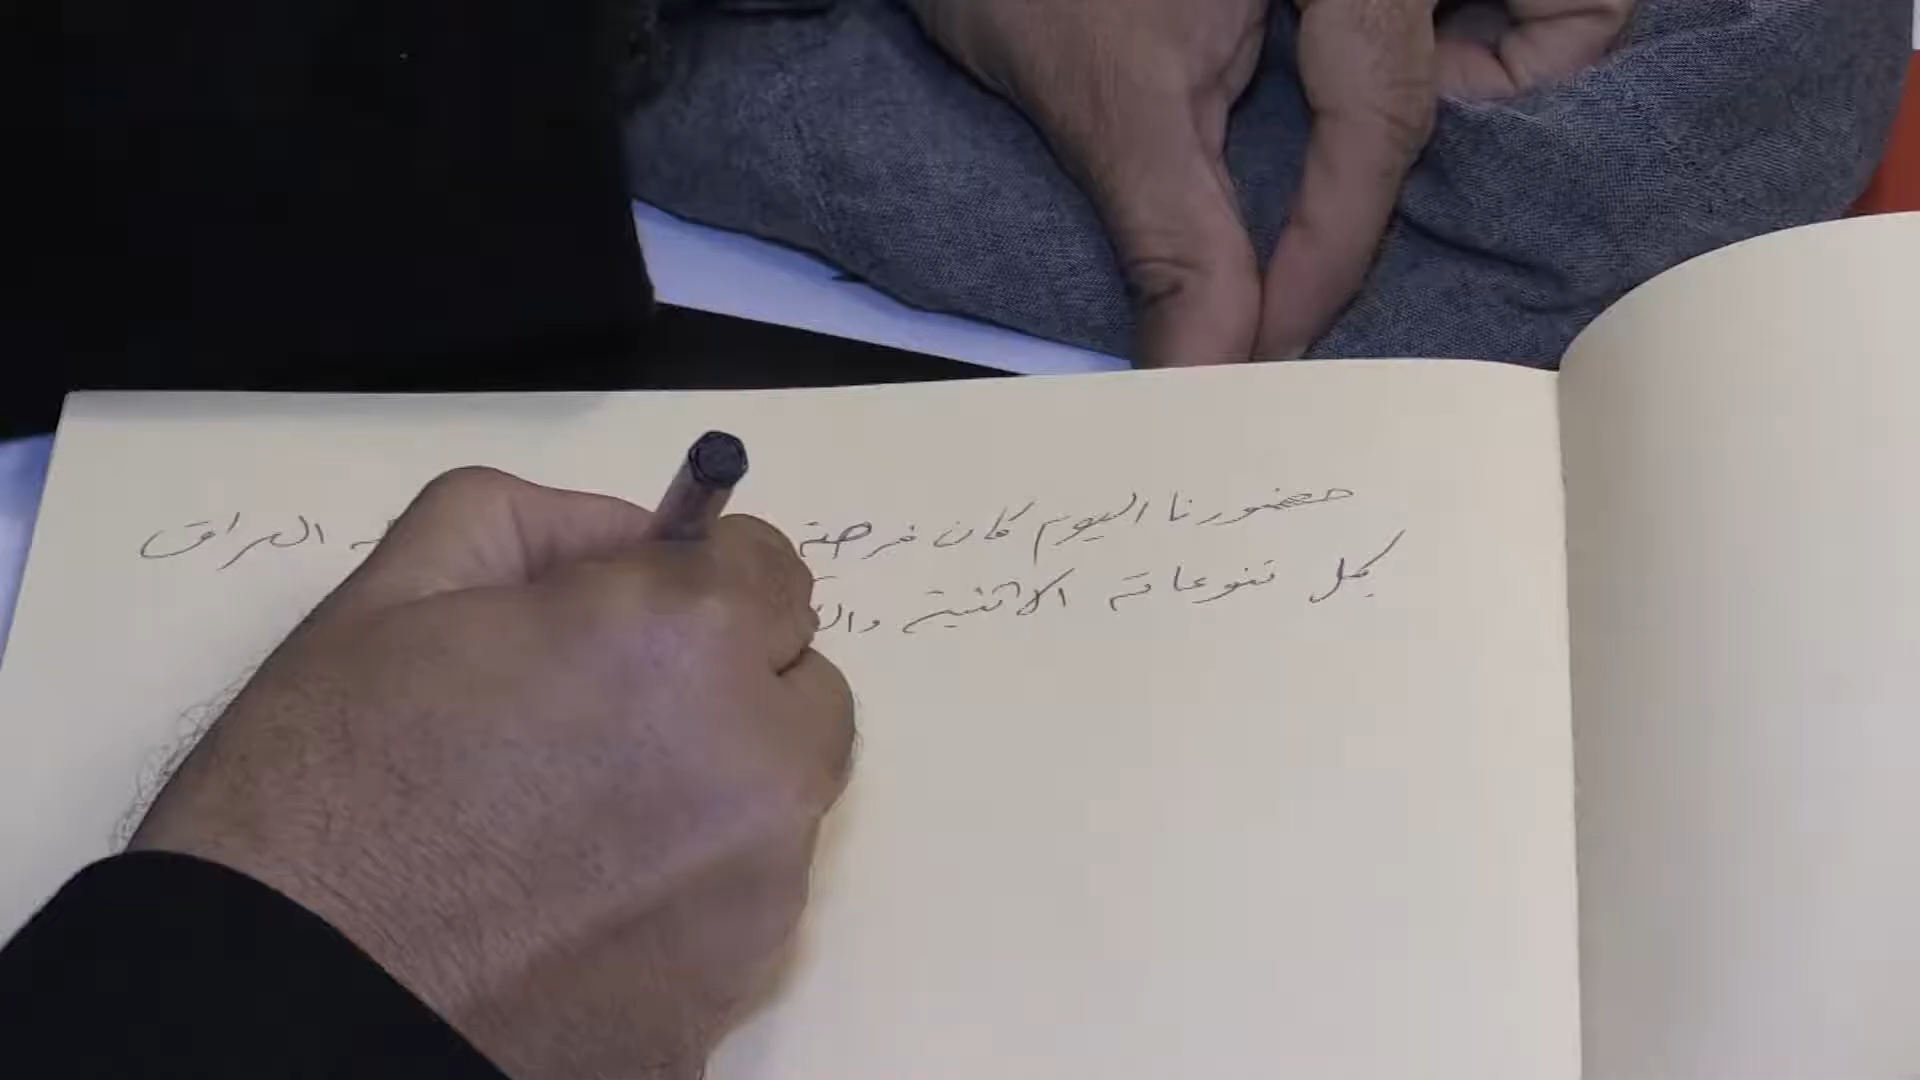 حضورنا اليوم كان فرصة العراق
بكل تنوعاته الاثنية